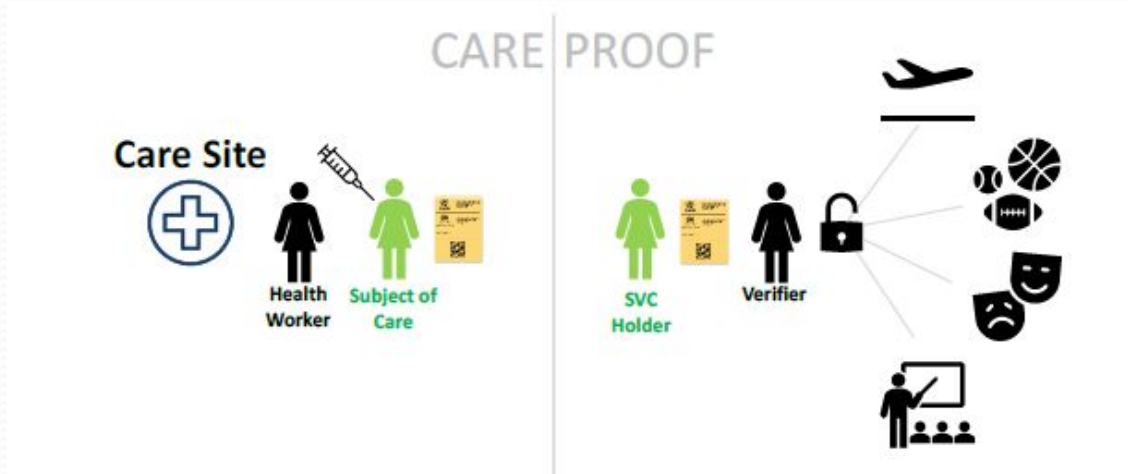 CARE PROOF
Care Site
Health
Worker
Subject of
Care
SVC
Holder
Verifier